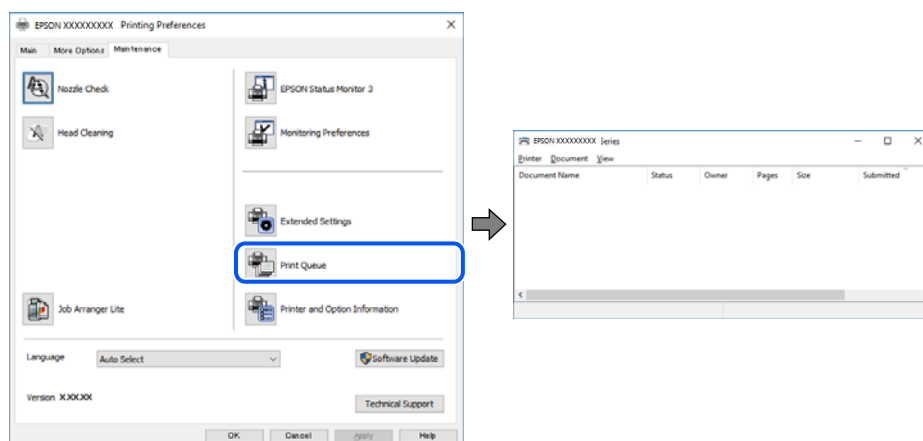 EPSON XXXXXXXXX Printing Preferences
Main More Options Maintenance
Nozzle Check
EPSON Status Monitor 3
Head Cleaning
Monitoring Preferences
Extended Settings
Print Queue
Job Arranger Lite
Printer and Option Information
Language Auto Select Software Update
Version X.XX.XX
Technical Support
OK Cancel Apply Help
EPSON XXXXXXXXX Series
Printer Document View
Document Name Status Owner Pages Size Submitted